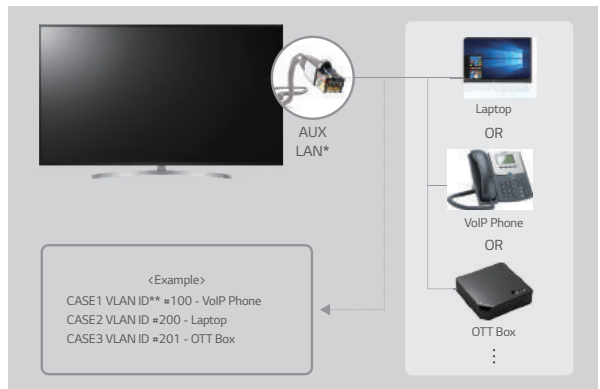 AUX
LAN*
Laptop
OR
VoIP Phone
OR
OTT Box
<Example>
CASE1 VLAN ID** #100 - VoIP Phone
CASE2 VLAN ID #200 - Laptop
CASE3 VLAN ID #201 - OTT Box